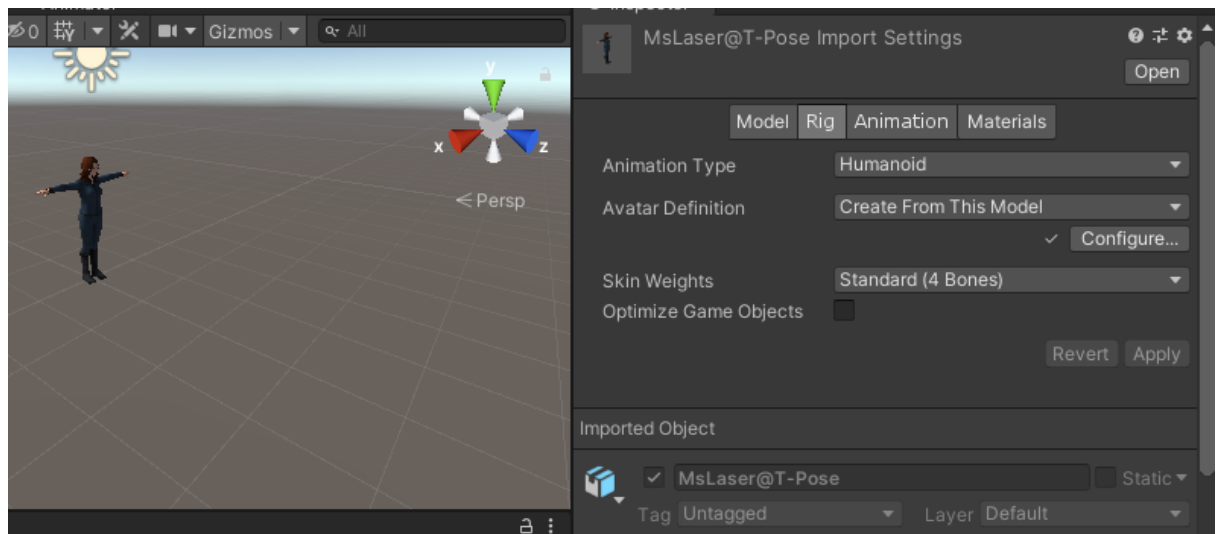 0
Gizmos
All
y
x
z
Persp
MsLaser@T-Pose Import Settings
Open
Model Rig Animation Materials
Animation Type Humanoid
Avatar Definition Create From This Model
Configure...
Skin Weights Standard (4 Bones)
Optimize Game Objects
Revert Apply
Imported Object
MsLaser@T-Pose Static
Tag Untagged Layer Default